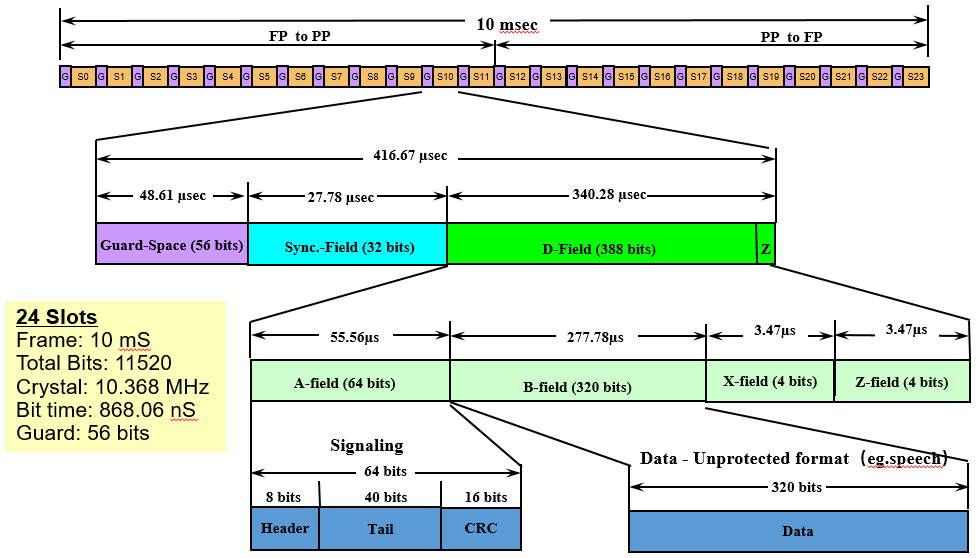 10 msec
FP to PP
PP to FP
G S0 G S1 G S2 G S3 G S4 G S5 G S6 G S7 G S8 G S9 G S10 G S11 G S12 G S13 G S14 G S15 G S16 G S17 G S18 G S19 G S20 G S21 G S22 G S23
416.67 μsec
48.61 μsec
27.78 μsec
340.28 μsec
Guard-Space (56 bits)
Sync.-Field (32 bits)
D-Field (388 bits)
Z
24 Slots
Frame: 10 mS
Total Bits: 11520
Crystal: 10.368 MHz
Bit time: 868.06 nS
Guard: 56 bits
55.56μs
277.78μs
3.47μs
3.47μs
A-field (64 bits)
B-field (320 bits)
X-field (4 bits)
Z-field (4 bits)
Signaling
64 bits
8 bits
40 bits
16 bits
Header
Tail
CRC
Data - Unprotected format（eg.speech）
320 bits
Data